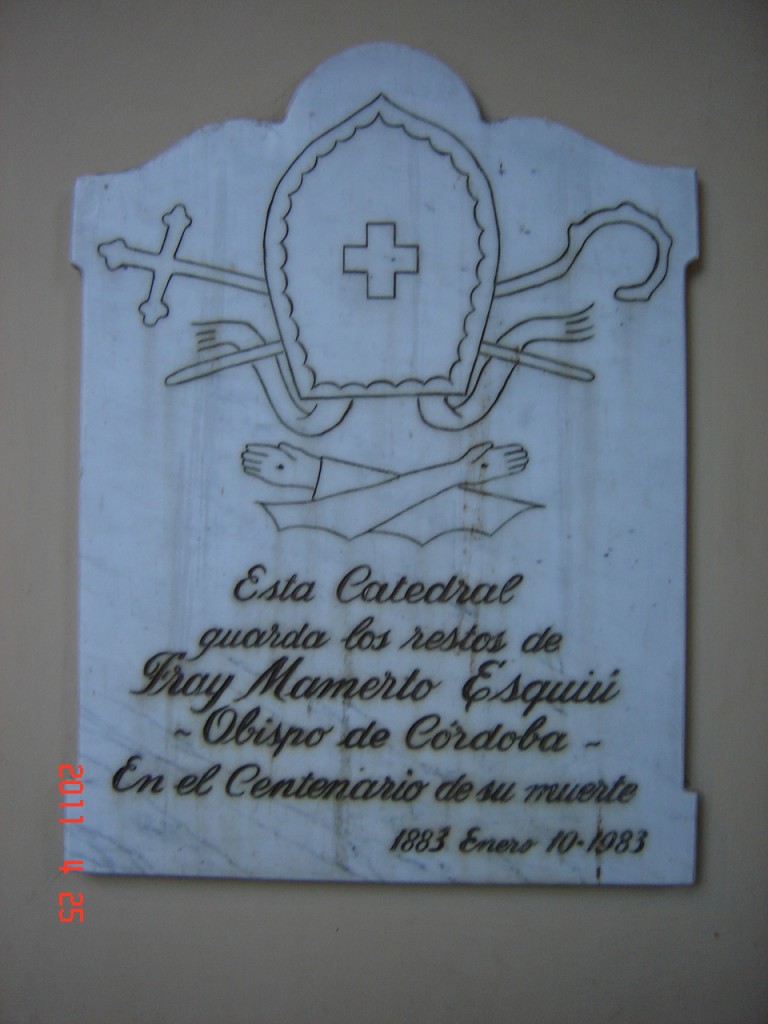 Esta Catedral
guarda los restos de
Fray Mamerto Esquiú
- Obispo de Córdoba -
En el Centenario de su muerte
1883 Enero 10-1983
2011 4 25